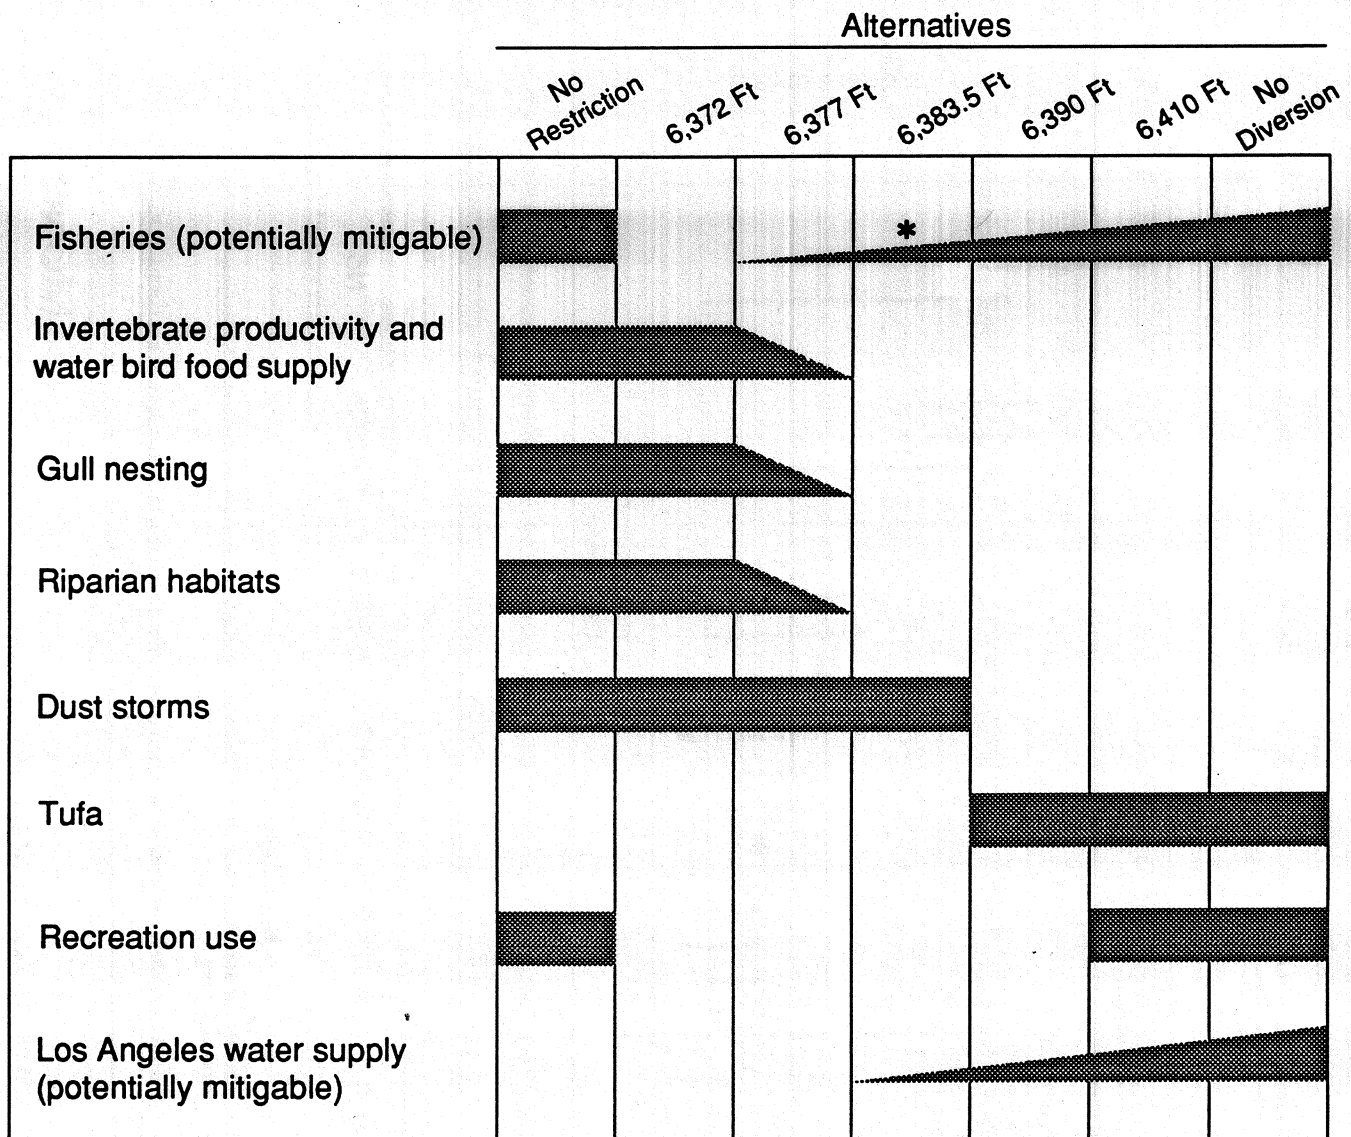 Alternatives
No
Restriction
6,372 Ft
6,377 Ft
6,383.5 Ft
6,390 Ft
6,410 Ft
No
Diversion
Fisheries (potentially mitigable)
*
Invertebrate productivity and
water bird food supply
Gull nesting
Riparian habitats
Dust storms
Tufa
Recreation use
Los Angeles water supply
(potentially mitigable)